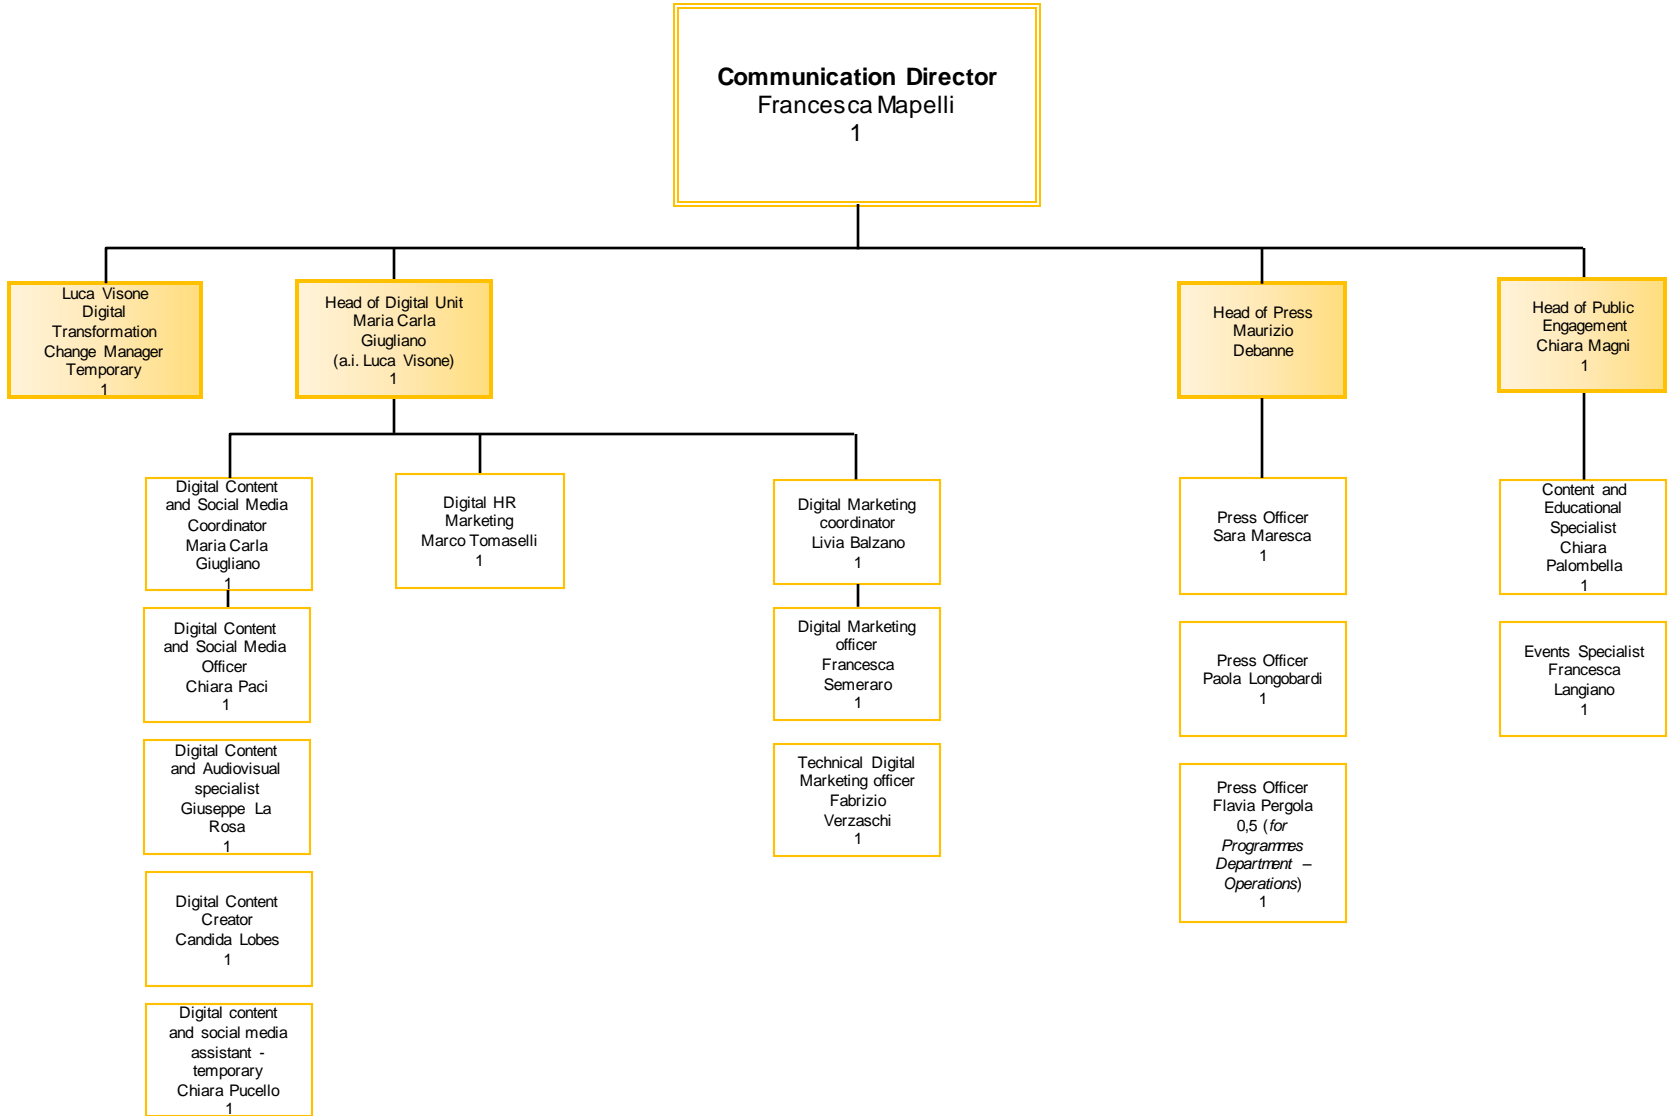 Communication Director
Francesca Mapelli
1
Luca Visone
Digital
Transformation
Change Manager
Temporary
1
Head of Digital Unit
Maria Carla
Giugliano
(a.i. Luca Visone)
1
Head of Press
Maurizio
Debanne
Head of Public
Engagement
Chiara Magni
1
Digital Content
and Social Media
Coordinator
Maria Carla
Giugliano
1
Digital HR
Marketing
Marco Tomaselli
1
Digital Marketing
coordinator
Livia Balzano
1
Press Officer
Sara Maresca
1
Content and
Educational
Specialist
Chiara
Palombella
1
Digital Content
and Social Media
Officer
Chiara Paci
1
Digital Marketing
officer
Francesca
Semeraro
1
Press Officer
Paola Longobardi
1
Events Specialist
Francesca
Langiano
1
Digital Content
and Audiovisual
specialist
Giuseppe La
Rosa
1
Technical Digital
Marketing officer
Fabrizio
Verzaschi
1
Press Officer
Flavia Pergola
0,5 (for
Programmes
Department –
Operations)
1
Digital Content
Creator
Candida Lobes
1
Digital content
and social media
assistant -
temporary
Chiara Pucello
1